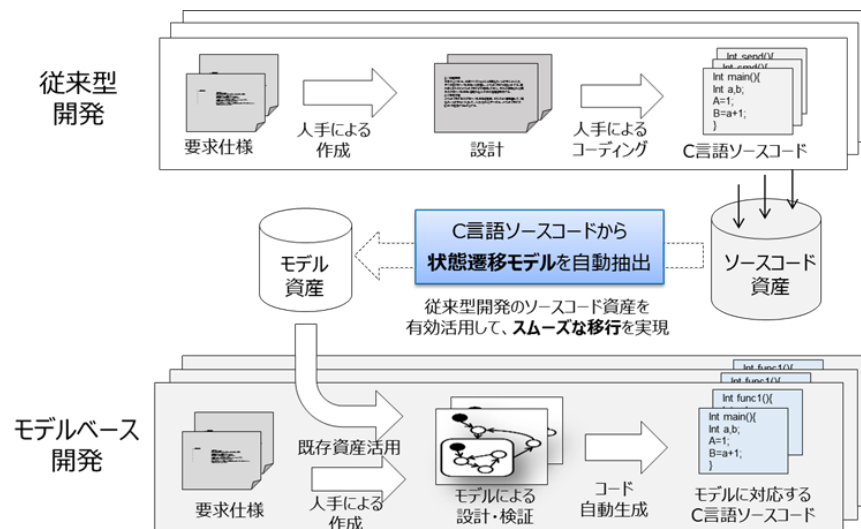 従来型
開発
要求仕様
人手による
作成
設計
人手による
コーディング
Int send(){
Int main(){
Int a,b;
A=1;
B=a+1;
}
C言語ソースコード
モデル
資産
C言語ソースコードから
状態遷移モデルを自動抽出
従来型開発のソースコード資産を
有効活用して、スムーズな移行を実現
ソースコード
資産
モデルベース
開発
要求仕様
既存資産活用
人手による
作成
モデルによる
設計・検証
コード
自動生成
Int func1(){
Int func1(){
Int func1(){
Int main(){
Int a,b;
A=1;
B=a+1;
}
モデルに対応する
C言語ソースコード